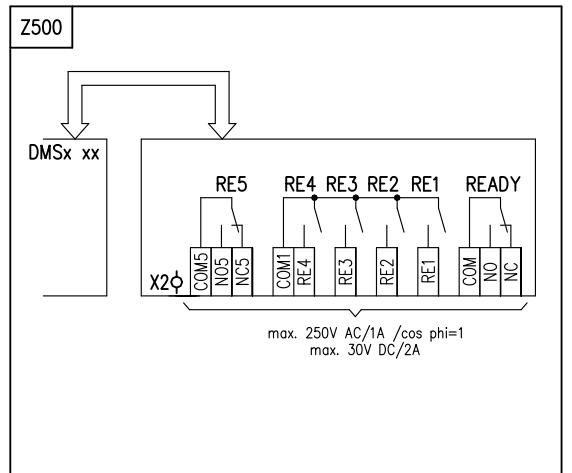 Z500
DMSx xx
RE5 RE4 RE3 RE2 RE1 READY
X2
COM5
NO5
NC5
COM1
RE4
RE3
RE2
RE1
COM
NO
NC
max. 250V AC/1A /cos phi=1
max. 30V DC/2A